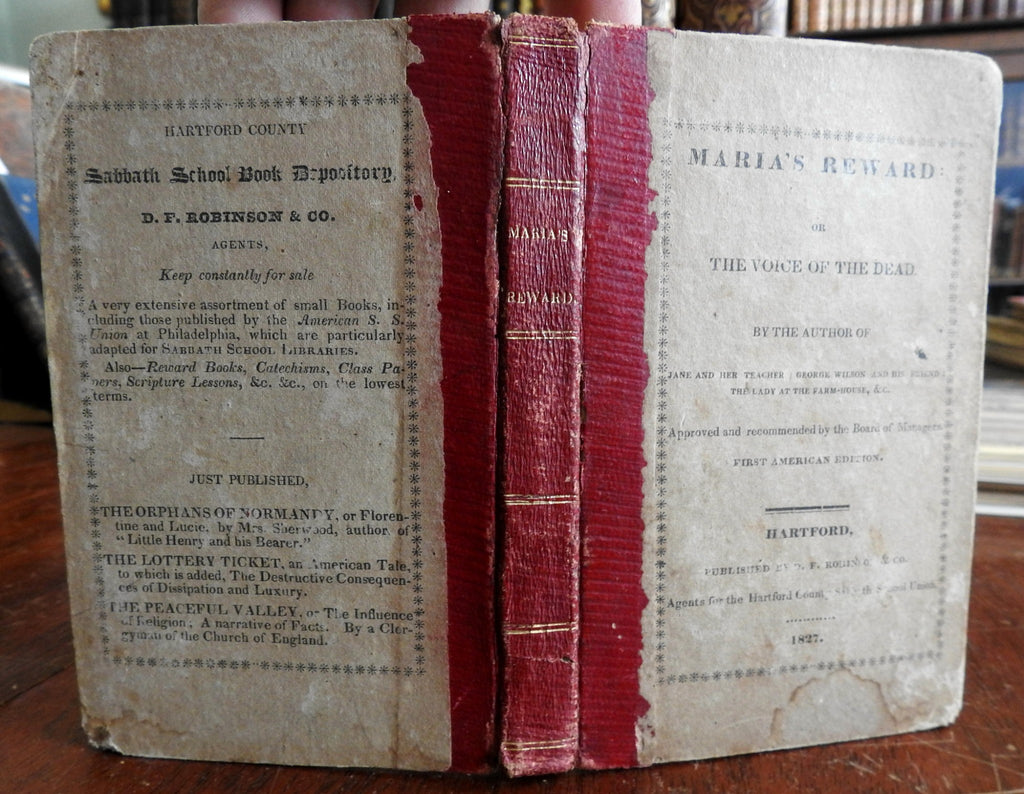 HARTFORD COUNTY
Sabbath School Book Depository,
D. F. ROBINSON & CO.
AGENTS,
Keep constantly for sale
A very extensive assortment of small Books, in-
cluding those published by the American S. S.
Union at Philadelphia, which are particularly
adapted for SABBATH SCHOOL LIBRARIES.
Also—Reward Books, Catechisms, Class Pa-
pers, Scripture Lessons, &c. &c., on the lowest
terms.
JUST PUBLISHED,
THE ORPHANS OF NORMANDY, or Floren-
tine and Lucie, by Mrs. Sherwood, author of
"Little Henry and his Bearer."
THE LOTTERY TICKET, an American Tale,
to which is added, The Destructive Consequen-
ces of Dissipation and Luxury.
THE PEACEFUL VALLEY, or The Influence
of Religion; A narrative of Facts. By a Cler-
gyman of the Church of England.
MARIA'S
REWARD.
MARIA'S REWARD:
OR
THE VOICE OF THE DEAD.
BY THE AUTHOR OF
JANE AND HER TEACHER; GEORGE WILSON AND HIS FRIEND;
THE LADY AT THE FARM-HOUSE, &C.
Approved and recommended by the Board of Managers.
FIRST AMERICAN EDITION.
HARTFORD,
PUBLISHED BY D. F. ROBINSON & CO.
Agents for the Hartford County Sabbath School Union.
1827.